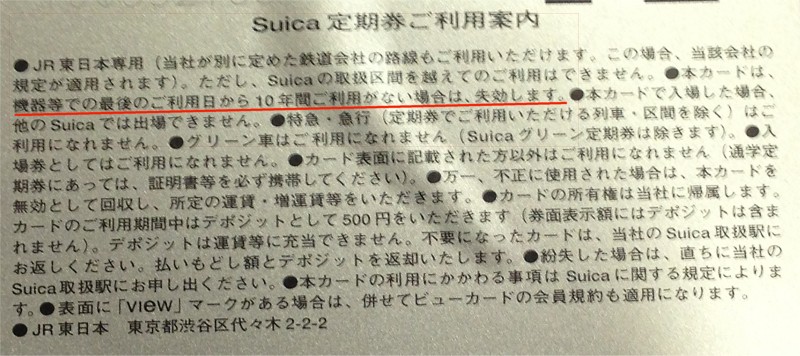 Suica 定期券ご利用案内
●JR東日本専用（当社が別に定めた鉄道会社の路線もご利用いただけます。この場合、当該会社の
規定が適用されます）。ただし、Suicaの取扱区間を越えてのご利用はできません。●本カードは、
機器等での最後のご利用日から10年間ご利用がない場合は、失効します。●本カードで入場した場合、
他のSuicaでは出場できません。●特急・急行（定期券でご利用いただける列車・区間を除く）はご
利用になれません。●グリーン車はご利用になれません（Suicaグリーン定期券は除きます）。●入
場券としてはご利用になれません。●カード表面に記載された方以外はご利用になれません（通学定
期券にあっては、証明書等を必ず携帯してください）。●万一、不正に使用された場合は、本カードを
無効として回収し、所定の運賃・増運賃等をいただきます。●カードの所有権は当社に帰属します。
カードのご利用期間中はデポジットとして500円をいただきます（券面表示額にはデポジットは含ま
れません）。デポジットは運賃等に充当できません。不要になったカードは、当社のSuica取扱駅に
お返しください。払いもどし額とデポジットを返却いたします。●紛失した場合は、直ちに当社の
Suica取扱駅にお申し出ください。●本カードの利用にかかわる事項はSuicaに関する規定によりま
す。●表面に「VIEW」マークがある場合は、併せてビューカードの会員規約も適用になります。
●JR東日本　東京都渋谷区代々木2-2-2